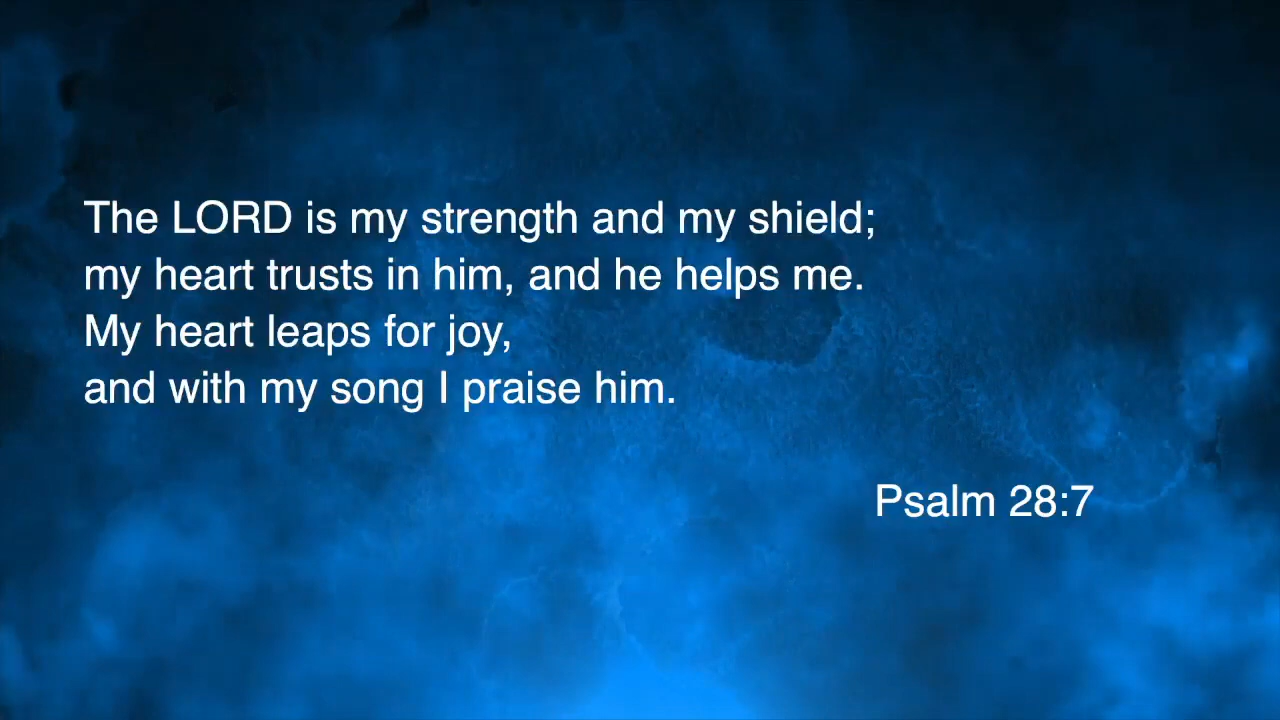 The LORD is my strength and my shield;
my heart trusts in him, and he helps me.
My heart leaps for joy,
and with my song I praise him.
Psalm 28:7